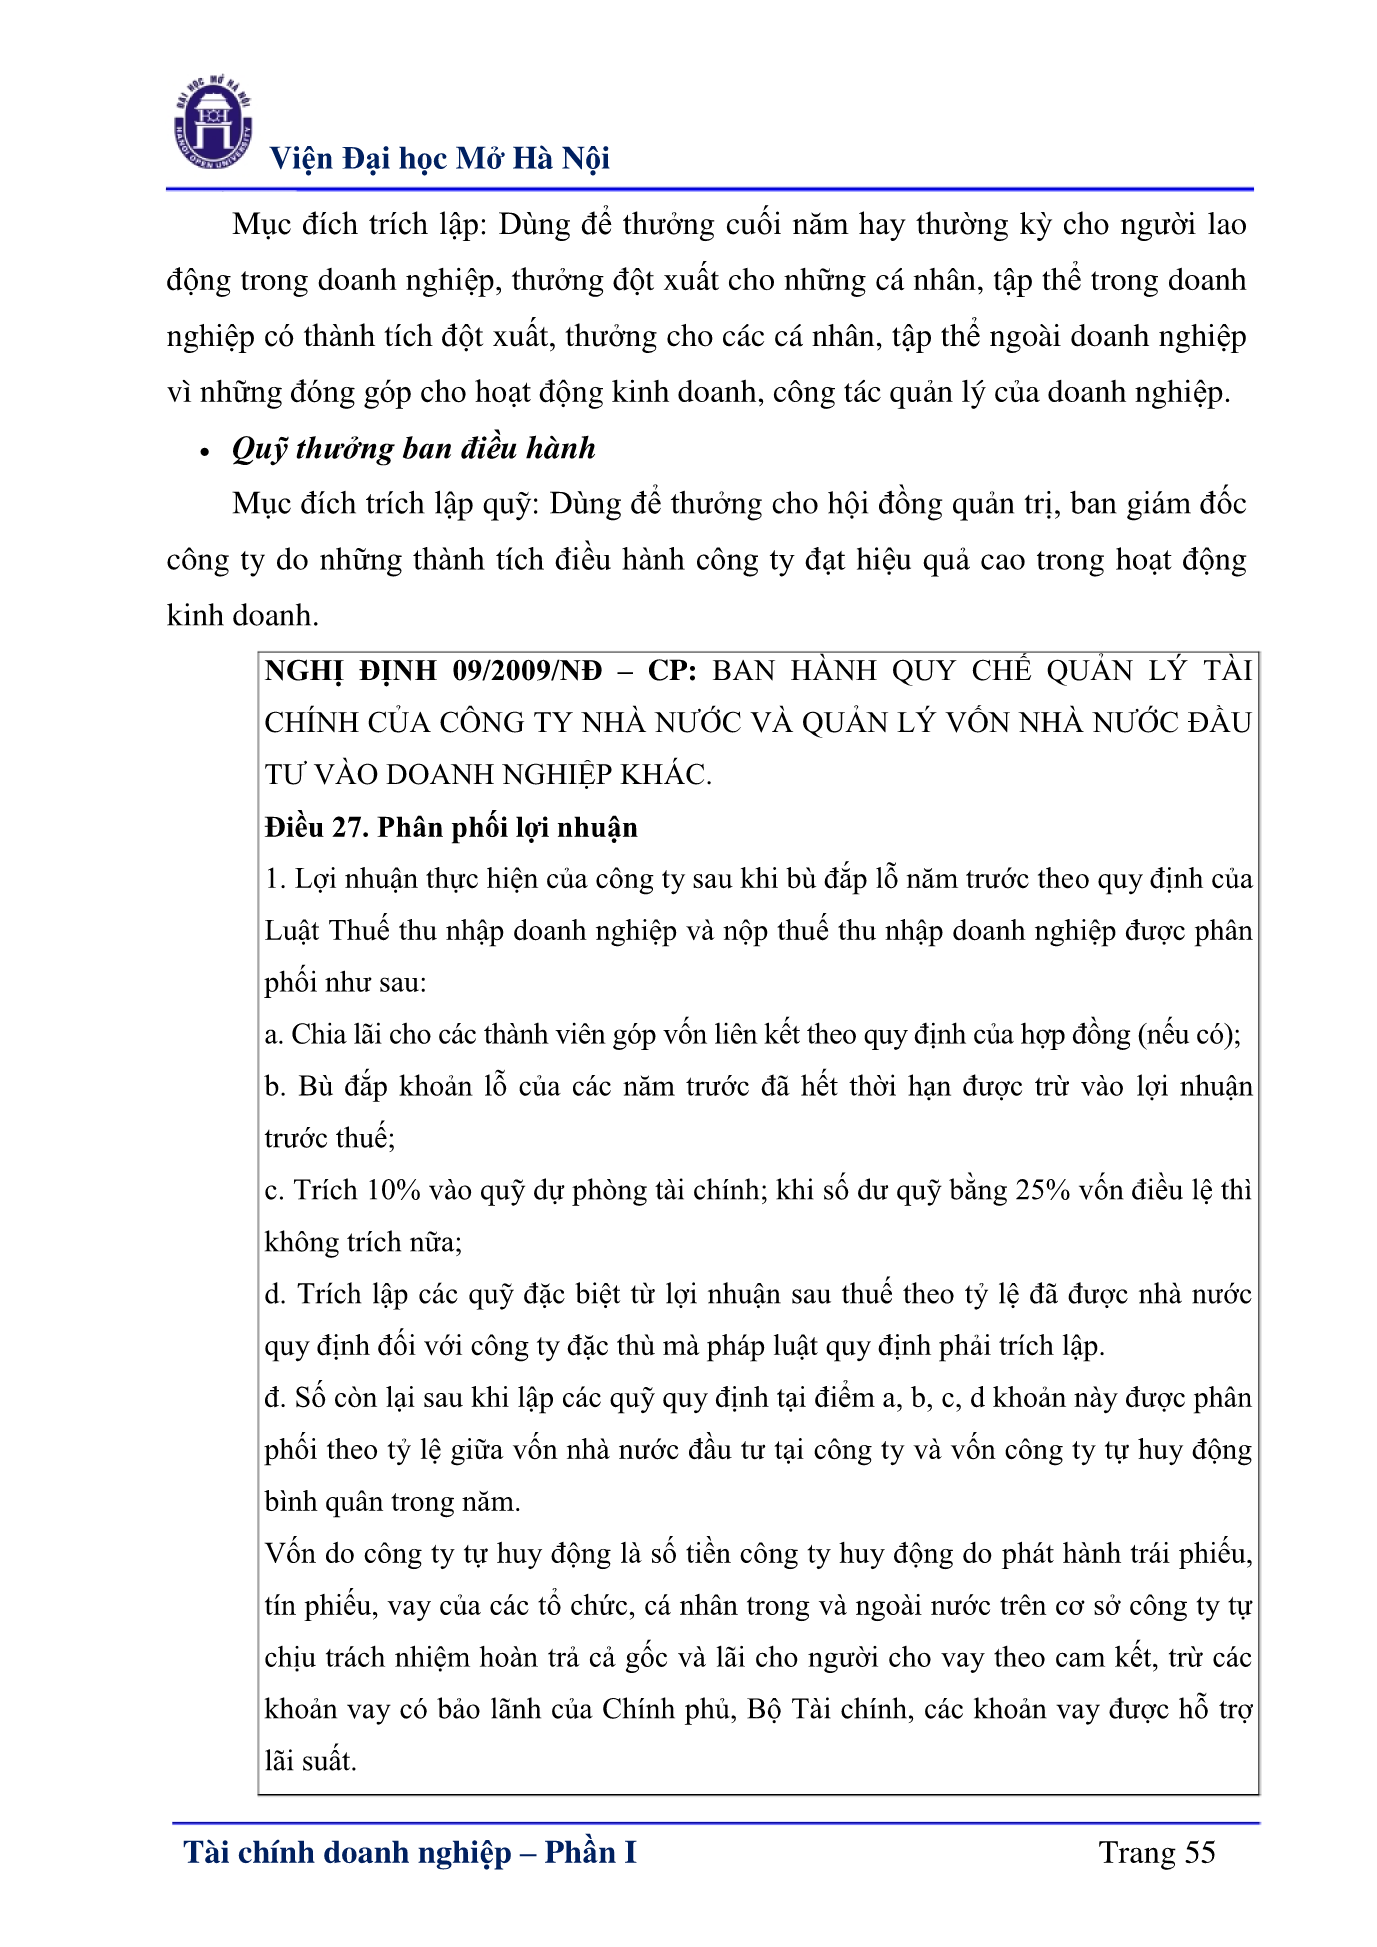 ĐẠI HỌC MỞ HÀ NỘI
HANOI OPEN UNIVERSITY
Viện Đại học Mở Hà Nội
Mục đích trích lập: Dùng để thưởng cuối năm hay thường kỳ cho người lao
động trong doanh nghiệp, thưởng đột xuất cho những cá nhân, tập thể trong doanh
nghiệp có thành tích đột xuất, thưởng cho các cá nhân, tập thể ngoài doanh nghiệp
vì những đóng góp cho hoạt động kinh doanh, công tác quản lý của doanh nghiệp.
• Quỹ thưởng ban điều hành
Mục đích trích lập quỹ: Dùng để thưởng cho hội đồng quản trị, ban giám đốc
công ty do những thành tích điều hành công ty đạt hiệu quả cao trong hoạt động
kinh doanh.
NGHỊ ĐỊNH 09/2009/NĐ – CP: BAN HÀNH QUY CHẾ QUẢN LÝ TÀI
CHÍNH CỦA CÔNG TY NHÀ NƯỚC VÀ QUẢN LÝ VỐN NHÀ NƯỚC ĐẦU
TƯ VÀO DOANH NGHIỆP KHÁC.
Điều 27. Phân phối lợi nhuận
1. Lợi nhuận thực hiện của công ty sau khi bù đắp lỗ năm trước theo quy định của
Luật Thuế thu nhập doanh nghiệp và nộp thuế thu nhập doanh nghiệp được phân
phối như sau:
a. Chia lãi cho các thành viên góp vốn liên kết theo quy định của hợp đồng (nếu có);
b. Bù đắp khoản lỗ của các năm trước đã hết thời hạn được trừ vào lợi nhuận
trước thuế;
c. Trích 10% vào quỹ dự phòng tài chính; khi số dư quỹ bằng 25% vốn điều lệ thì
không trích nữa;
d. Trích lập các quỹ đặc biệt từ lợi nhuận sau thuế theo tỷ lệ đã được nhà nước
quy định đối với công ty đặc thù mà pháp luật quy định phải trích lập.
đ. Số còn lại sau khi lập các quỹ quy định tại điểm a, b, c, d khoản này được phân
phối theo tỷ lệ giữa vốn nhà nước đầu tư tại công ty và vốn công ty tự huy động
bình quân trong năm.
Vốn do công ty tự huy động là số tiền công ty huy động do phát hành trái phiếu,
tín phiếu, vay của các tổ chức, cá nhân trong và ngoài nước trên cơ sở công ty tự
chịu trách nhiệm hoàn trả cả gốc và lãi cho người cho vay theo cam kết, trừ các
khoản vay có bảo lãnh của Chính phủ, Bộ Tài chính, các khoản vay được hỗ trợ
lãi suất.
Tài chính doanh nghiệp – Phần I Trang 55